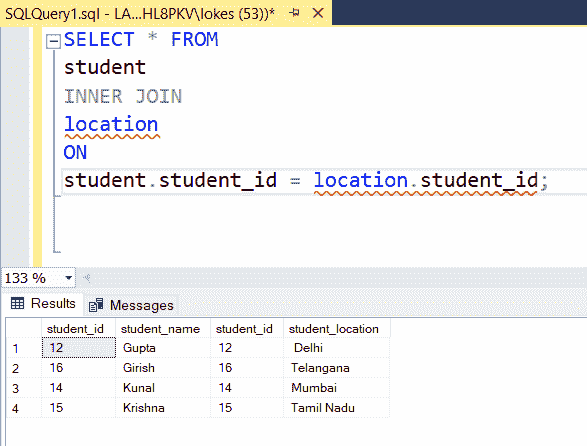 SQLQuery1.sql - LA...HL8PKV\lokes (53))*
SELECT * FROM
student
INNER JOIN
location
ON
student.student_id = location.student_id;
133 %
Results Messages
student_id student_name student_id student_location
1 12 Gupta 12 Delhi
2 16 Girish 16 Telangana
3 14 Kunal 14 Mumbai
4 15 Krishna 15 Tamil Nadu